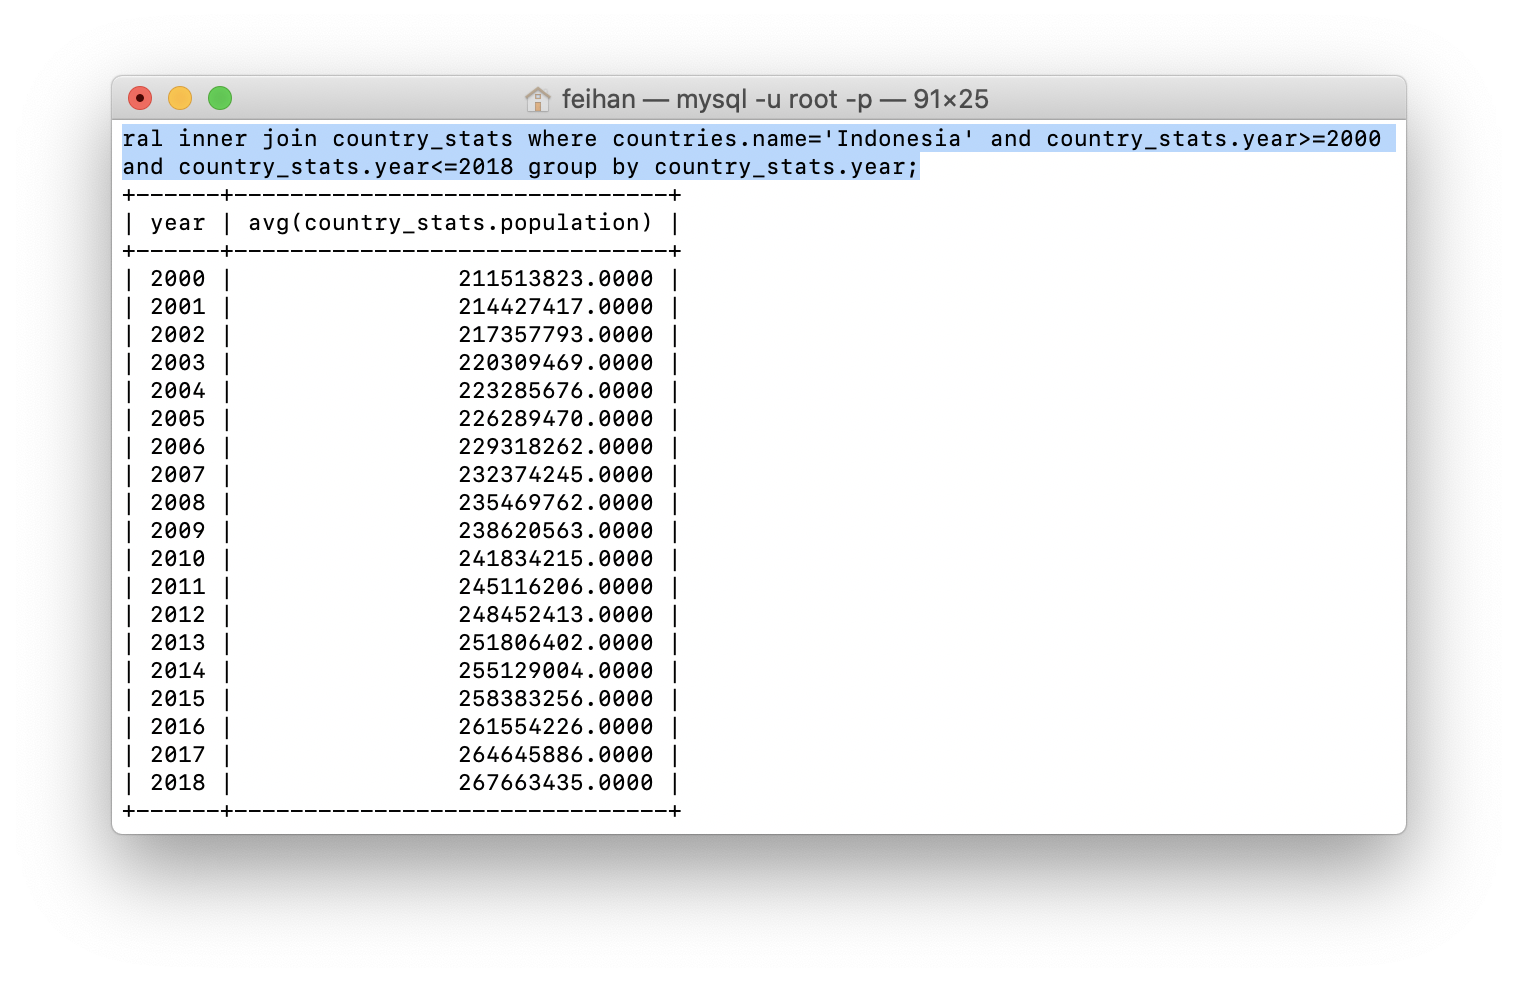 feihan — mysql -u root -p — 91×25
ral inner join country_stats where countries.name='Indonesia' and country_stats.year>=2000
and country_stats.year<=2018 group by country_stats.year;
+------+-------------------------------+
| year | avg(country_stats.population) |
+------+-------------------------------+
| 2000 |                211513823.0000 |
| 2001 |                214427417.0000 |
| 2002 |                217357793.0000 |
| 2003 |                220309469.0000 |
| 2004 |                223285676.0000 |
| 2005 |                226289470.0000 |
| 2006 |                229318262.0000 |
| 2007 |                232374245.0000 |
| 2008 |                235469762.0000 |
| 2009 |                238620563.0000 |
| 2010 |                241834215.0000 |
| 2011 |                245116206.0000 |
| 2012 |                248452413.0000 |
| 2013 |                251806402.0000 |
| 2014 |                255129004.0000 |
| 2015 |                258383256.0000 |
| 2016 |                261554226.0000 |
| 2017 |                264645886.0000 |
| 2018 |                267663435.0000 |
+------+-------------------------------+